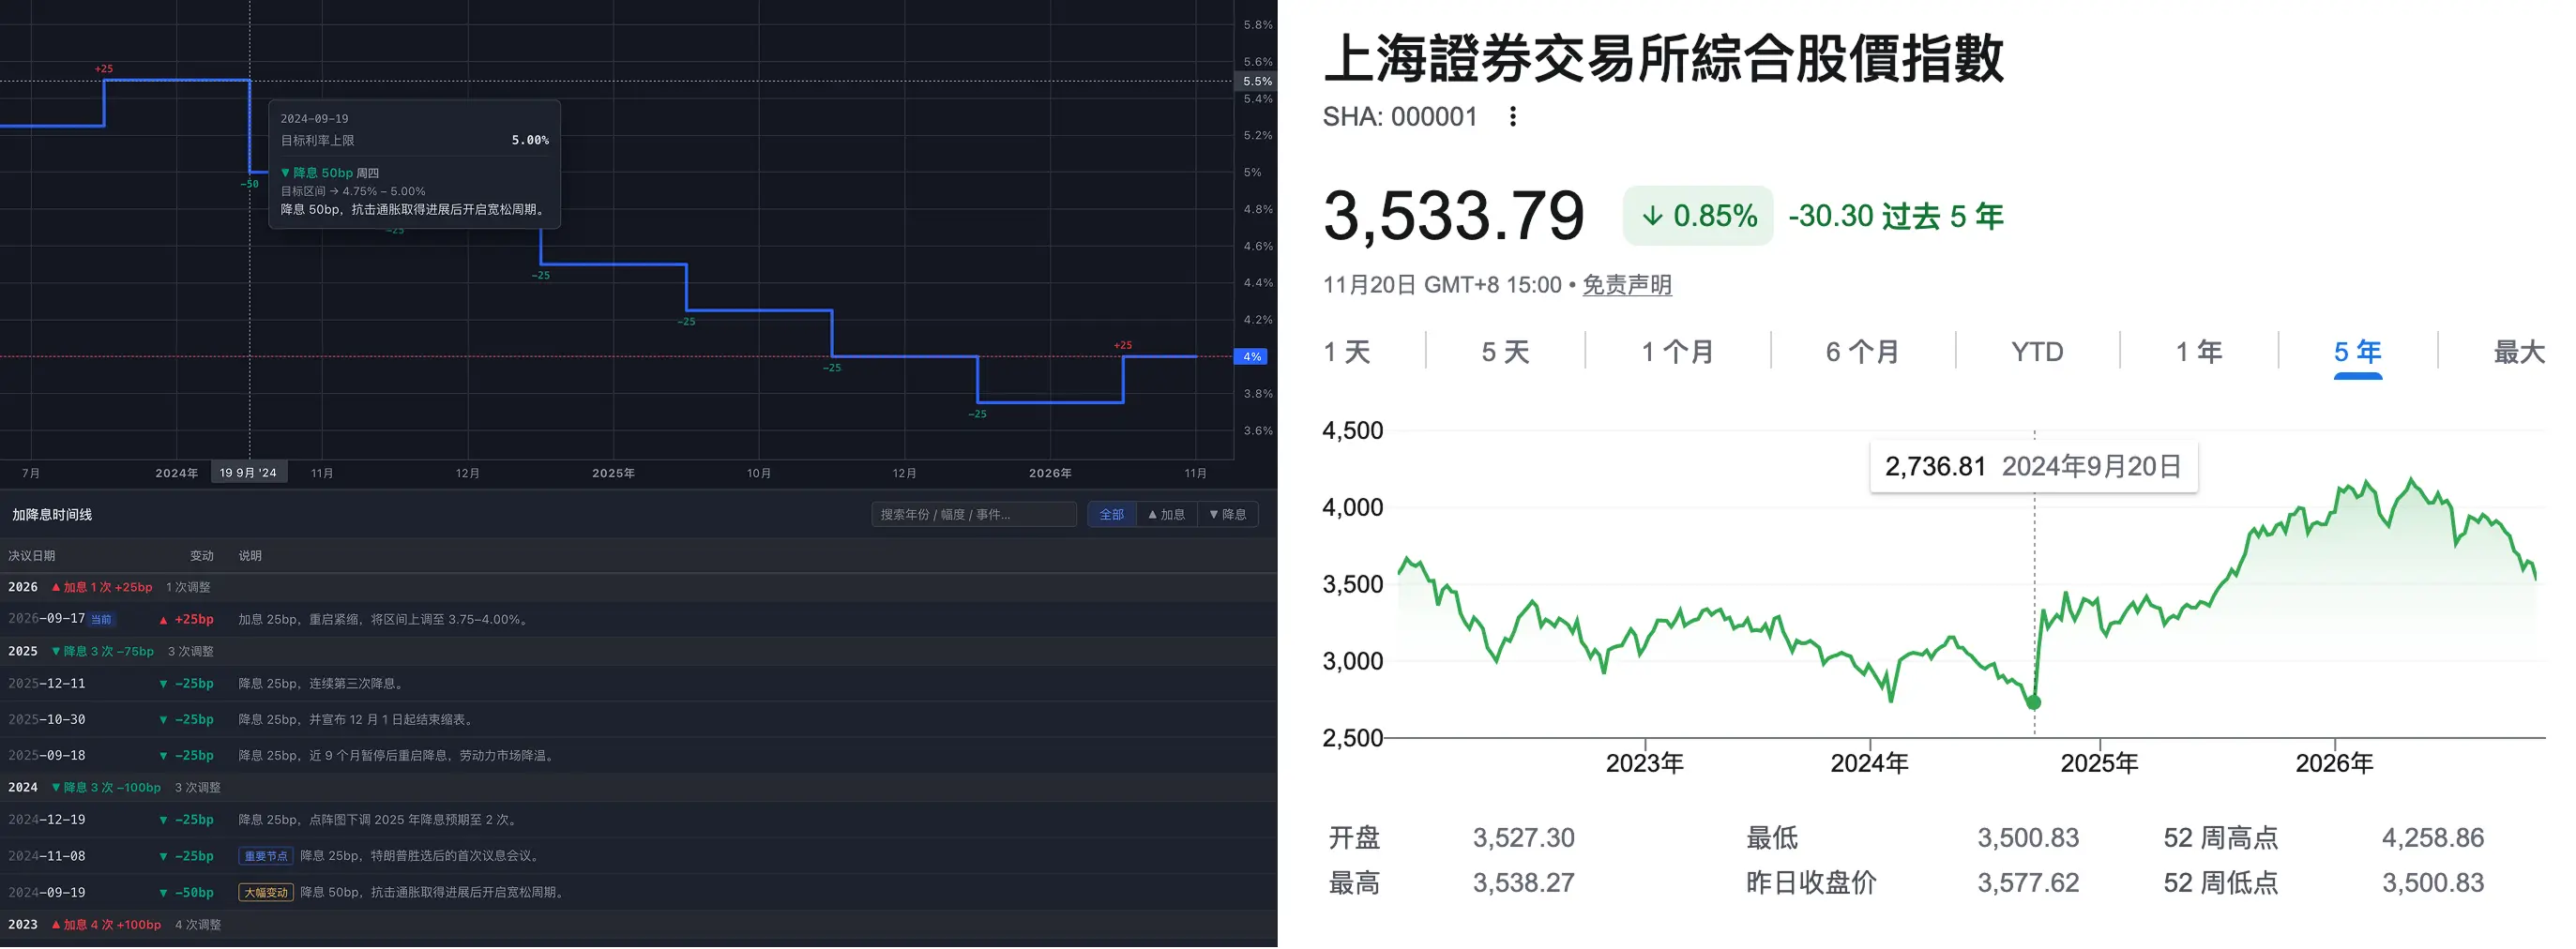 5.8%
5.6%
5.5%
5.4%
5.2%
5%
4.8%
4.6%
4.4%
4.2%
4%
3.8%
3.6%
+25
-50
-25
-25
-25
-25
-25
+25
2024-09-19
目标利率上限 5.00%
▼ 降息 50bp 周四
目标区间 → 4.75% – 5.00%
降息 50bp，抗击通胀取得进展后开启宽松周期。
7月 2024年 19 9月 '24 11月 12月 2025年 10月 12月 2026年 11月
加降息时间线 搜索年份 / 幅度 / 事件... 全部 ▲ 加息 ▼ 降息
决议日期 变动 说明
2026 ▲ 加息 1 次 +25bp 1 次调整
2026-09-17 当前 ▲ +25bp 加息 25bp，重启紧缩，将区间上调至 3.75–4.00%。
2025 ▼ 降息 3 次 -75bp 3 次调整
2025-12-11 ▼ -25bp 降息 25bp，连续第三次降息。
2025-10-30 ▼ -25bp 降息 25bp，并宣布 12 月 1 日起结束缩表。
2025-09-18 ▼ -25bp 降息 25bp，近 9 个月暂停后重启降息，劳动力市场降温。
2024 ▼ 降息 3 次 -100bp 3 次调整
2024-12-19 ▼ -25bp 降息 25bp，点阵图下调 2025 年降息预期至 2 次。
2024-11-08 ▼ -25bp 重要节点 降息 25bp，特朗普胜选后的首次议息会议。
2024-09-19 ▼ -50bp 大幅变动 降息 50bp，抗击通胀取得进展后开启宽松周期。
2023 ▲ 加息 4 次 +100bp 4 次调整
上海證券交易所綜合股價指數
SHA: 000001
3,533.79 ↓ 0.85% -30.30 过去 5 年
11月20日 GMT+8 15:00 • 免责声明
1 天 5 天 1 个月 6 个月 YTD 1 年 5 年 最大
4,500
2,736.81 2024年9月20日
4,000
3,500
3,000
2,500
2023年 2024年 2025年 2026年
开盘 3,527.30 最低 3,500.83 52 周高点 4,258.86
最高 3,538.27 昨日收盘价 3,577.62 52 周低点 3,500.83